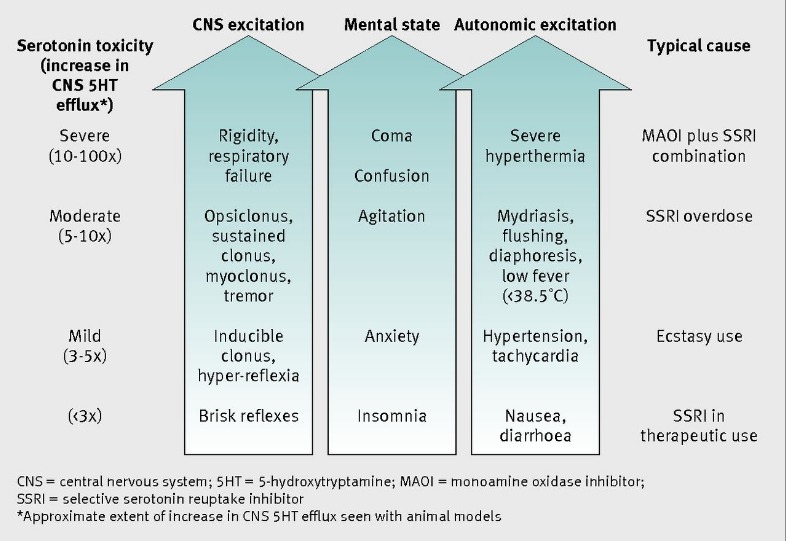 CNS excitation
Mental state
Autonomic excitation
Serotonin toxicity
(increase in
CNS 5HT
efflux*)
Typical cause
Severe
(10-100x)
Rigidity,
respiratory
failure
Coma
Confusion
Severe
hyperthermia
MAOI plus SSRI
combination
Moderate
(5-10x)
Opsiclonus,
sustained
clonus,
myoclonus,
tremor
Agitation
Mydriasis,
flushing,
diaphoresis,
low fever
(<38.5˚C)
SSRI overdose
Mild
(3-5x)
Inducible
clonus,
hyper-reflexia
Anxiety
Hypertension,
tachycardia
Ecstasy use
(<3x)
Brisk reflexes
Insomnia
Nausea,
diarrhoea
SSRI in
therapeutic use
CNS = central nervous system; 5HT = 5-hydroxytryptamine; MAOI = monoamine oxidase inhibitor;
SSRI = selective serotonin reuptake inhibitor
*Approximate extent of increase in CNS 5HT efflux seen with animal models